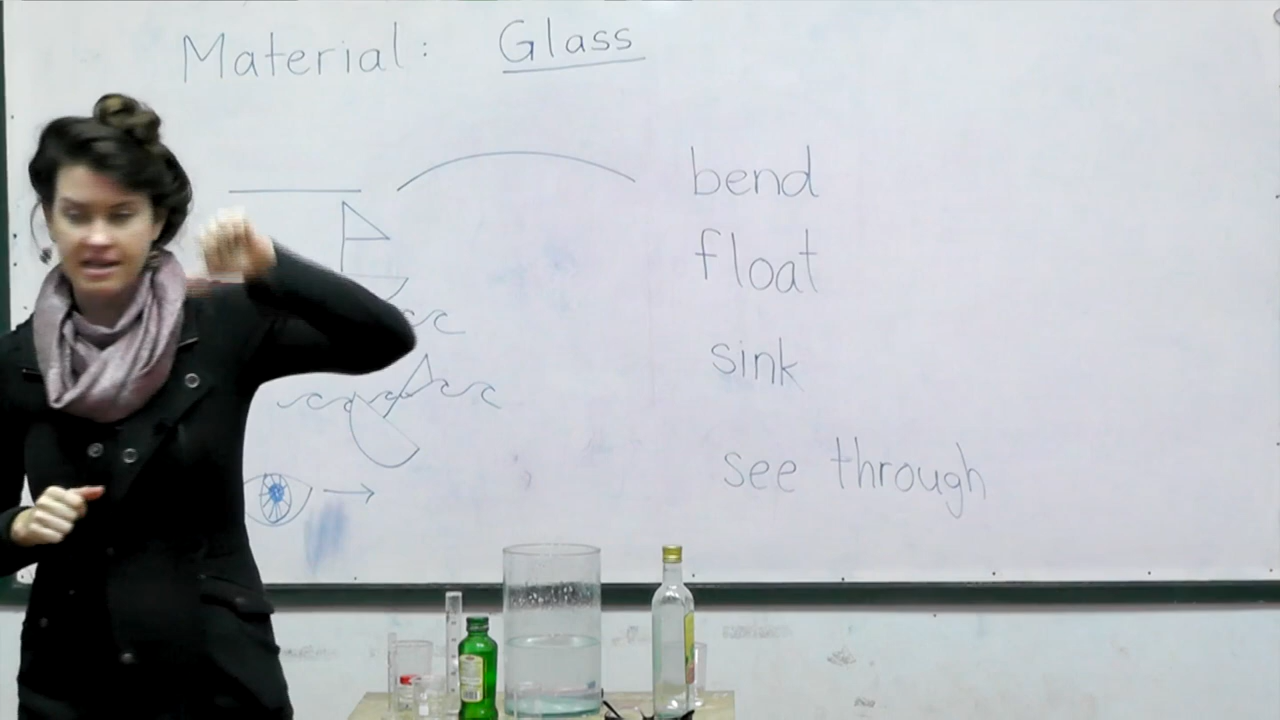 Material: Glass
bend
float
sink
see through